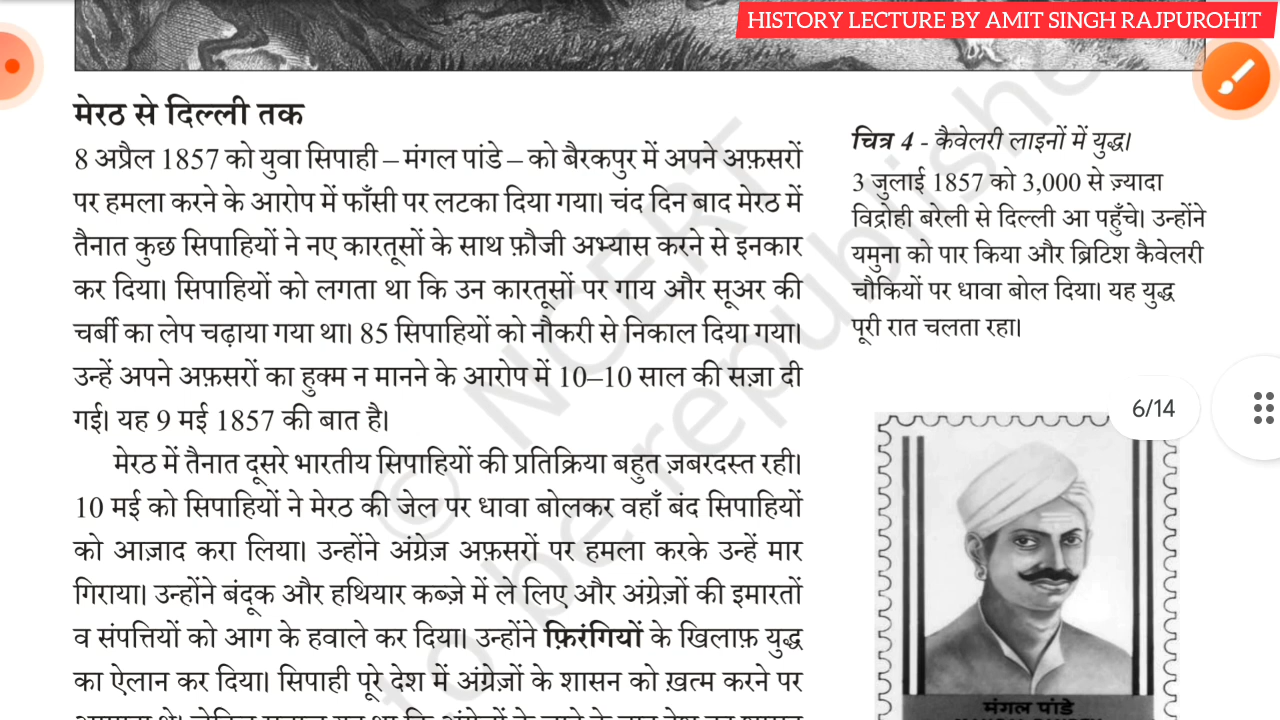 HISTORY LECTURE BY AMIT SINGH RAJPUROHIT
मेरठ से दिल्ली तक
8 अप्रैल 1857 को युवा सिपाही – मंगल पांडे – को बैरकपुर में अपने अफ़सरों
पर हमला करने के आरोप में फाँसी पर लटका दिया गया। चंद दिन बाद मेरठ में
तैनात कुछ सिपाहियों ने नए कारतूसों के साथ फ़ौजी अभ्यास करने से इनकार
कर दिया। सिपाहियों को लगता था कि उन कारतूसों पर गाय और सूअर की
चर्बी का लेप चढ़ाया गया था। 85 सिपाहियों को नौकरी से निकाल दिया गया।
उन्हें अपने अफ़सरों का हुक्म न मानने के आरोप में 10–10 साल की सज़ा दी
गई। यह 9 मई 1857 की बात है।
मेरठ में तैनात दूसरे भारतीय सिपाहियों की प्रतिक्रिया बहुत ज़बरदस्त रही।
10 मई को सिपाहियों ने मेरठ की जेल पर धावा बोलकर वहाँ बंद सिपाहियों
को आज़ाद करा लिया। उन्होंने अंग्रेज़ अफ़सरों पर हमला करके उन्हें मार
गिराया। उन्होंने बंदूक और हथियार कब्ज़े में ले लिए और अंग्रेज़ों की इमारतों
व संपत्तियों को आग के हवाले कर दिया। उन्होंने फ़िरंगियों के खिलाफ़ युद्ध
का ऐलान कर दिया। सिपाही पूरे देश में अंग्रेज़ों के शासन को ख़त्म करने पर
चित्र 4 - कैवेलरी लाइनों में युद्ध।
3 जुलाई 1857 को 3,000 से ज़्यादा
विद्रोही बरेली से दिल्ली आ पहुँचे। उन्होंने
यमुना को पार किया और ब्रिटिश कैवेलरी
चौकियों पर धावा बोल दिया। यह युद्ध
पूरी रात चलता रहा।
6/14
मंगल पांडे
© NCERT
to be republishe